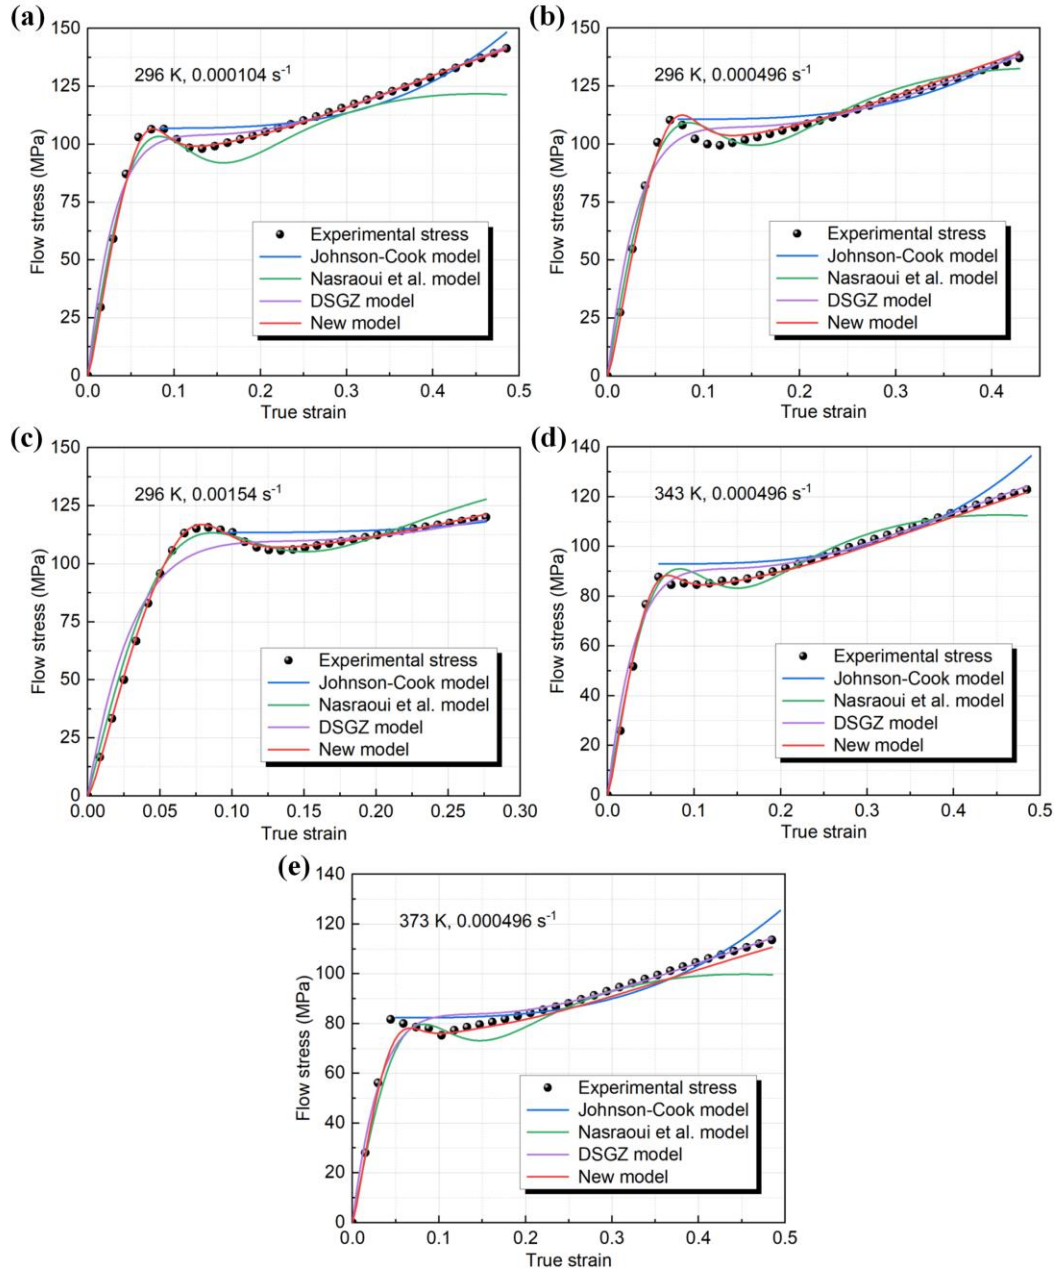 (a)
150
125
100
75
50
25
0
Flow stress (MPa)
296 K, 0.000104 s-1
Experimental stress
Johnson-Cook model
Nasraoui et al. model
DSGZ model
New model
0.0 0.1 0.2 0.3 0.4 0.5
True strain
(b)
150
125
100
75
50
25
0
Flow stress (MPa)
296 K, 0.000496 s-1
Experimental stress
Johnson-Cook model
Nasraoui et al. model
DSGZ model
New model
0.0 0.1 0.2 0.3 0.4
True strain
(c)
150
125
100
75
50
25
0
Flow stress (MPa)
296 K, 0.00154 s-1
Experimental stress
Johnson-Cook model
Nasraoui et al. model
DSGZ model
New model
0.00 0.05 0.10 0.15 0.20 0.25 0.30
True strain
(d)
140
120
100
80
60
40
20
0
Flow stress (MPa)
343 K, 0.000496 s-1
Experimental stress
Johnson-Cook model
Nasraoui et al. model
DSGZ model
New model
0.0 0.1 0.2 0.3 0.4 0.5
True strain
(e)
140
120
100
80
60
40
20
0
Flow stress (MPa)
373 K, 0.000496 s-1
Experimental stress
Johnson-Cook model
Nasraoui et al. model
DSGZ model
New model
0.0 0.1 0.2 0.3 0.4 0.5
True strain